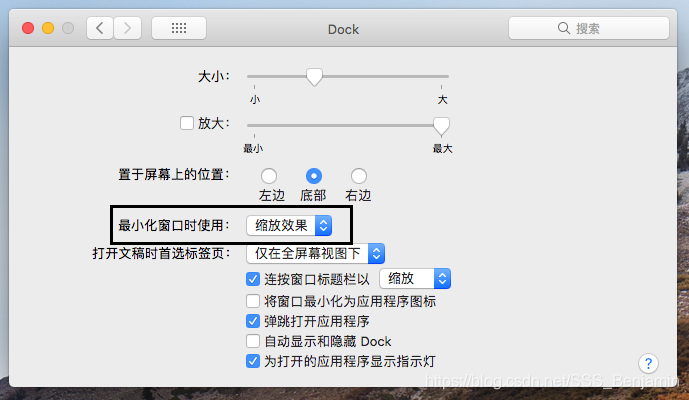 Dock
搜索
大小：
小
大
放大：
最小
最大
置于屏幕上的位置：
左边
底部
右边
最小化窗口时使用：
缩放效果
打开文稿时首选标签页：
仅在全屏幕视图下
连按窗口标题栏以
缩放
将窗口最小化为应用程序图标
弹跳打开应用程序
自动显示和隐藏 Dock
为打开的应用程序显示指示灯
?
https://blog.csdn.net/SSS_Benjamin